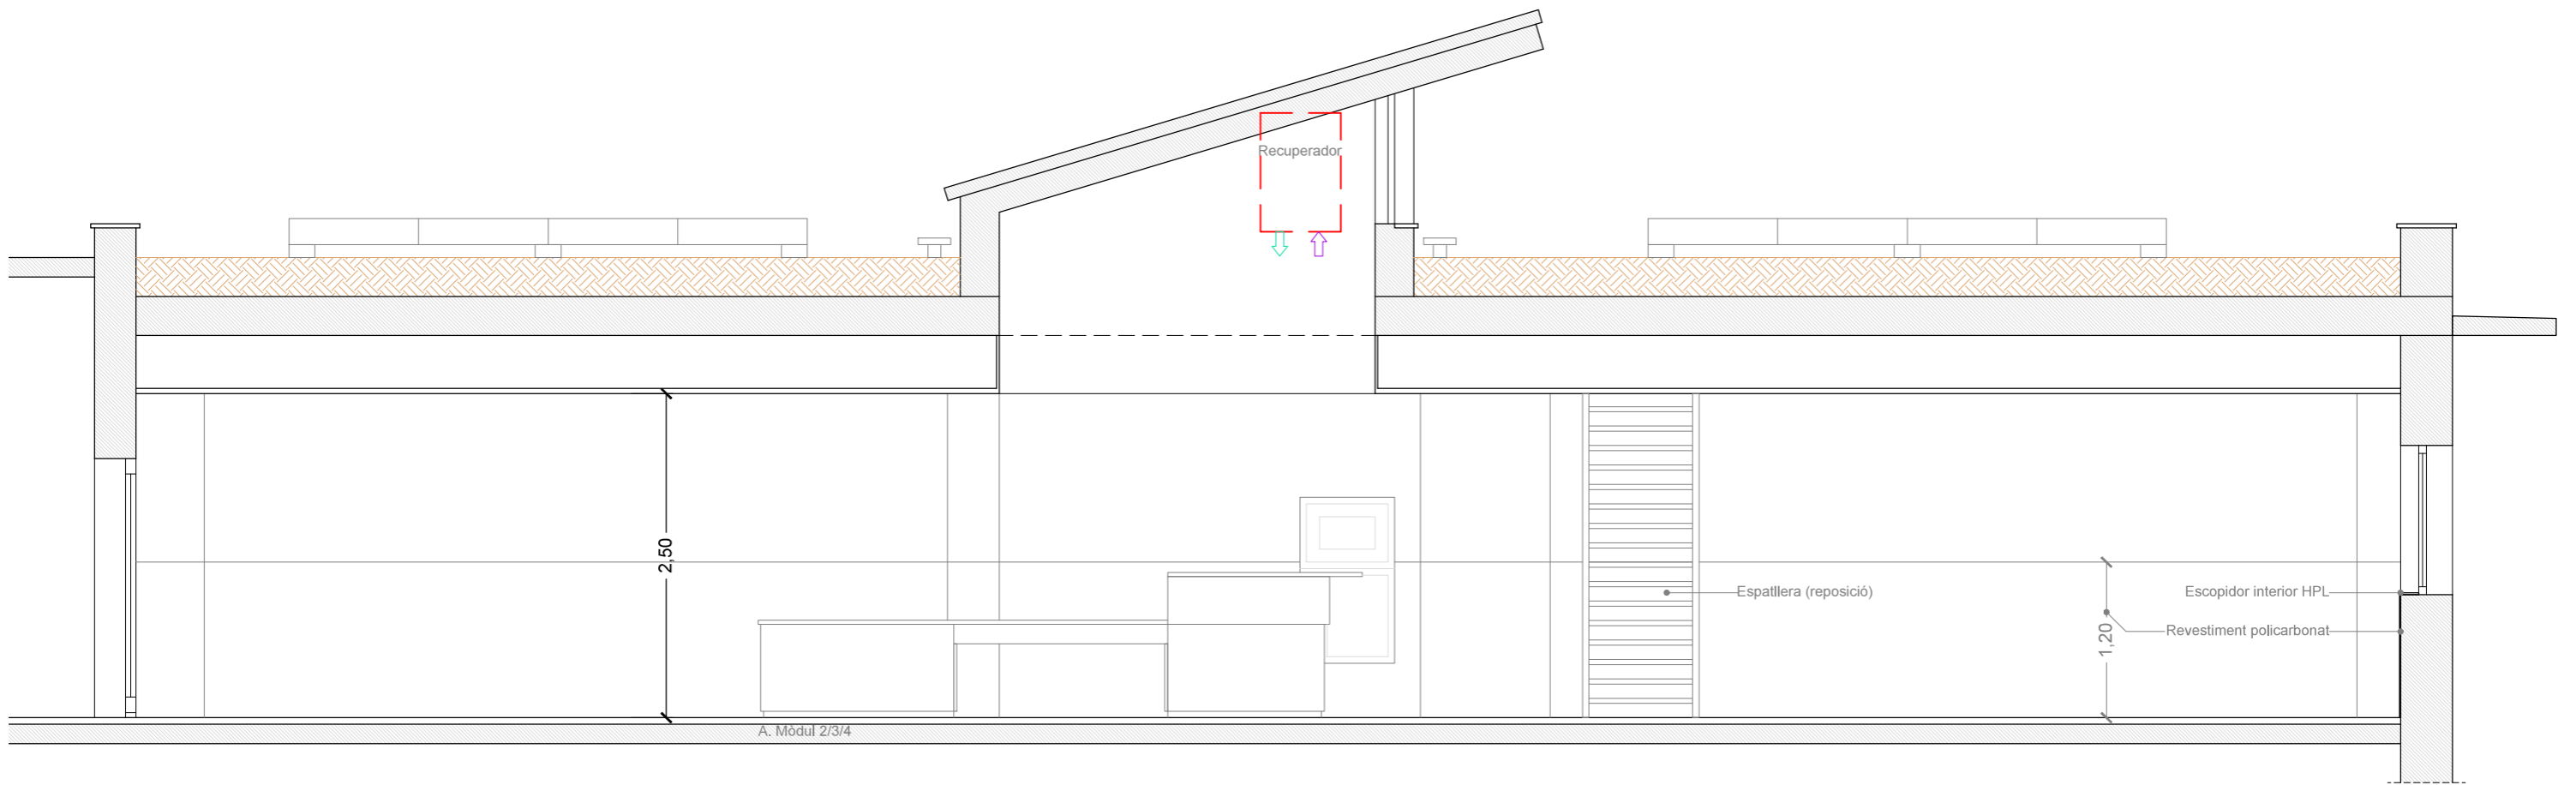 Recuperador
2,50
Espatllera (reposició)
Escopidor interior HPL
Revestiment policarbonat
1,20
A. Mòdul 2/3/4